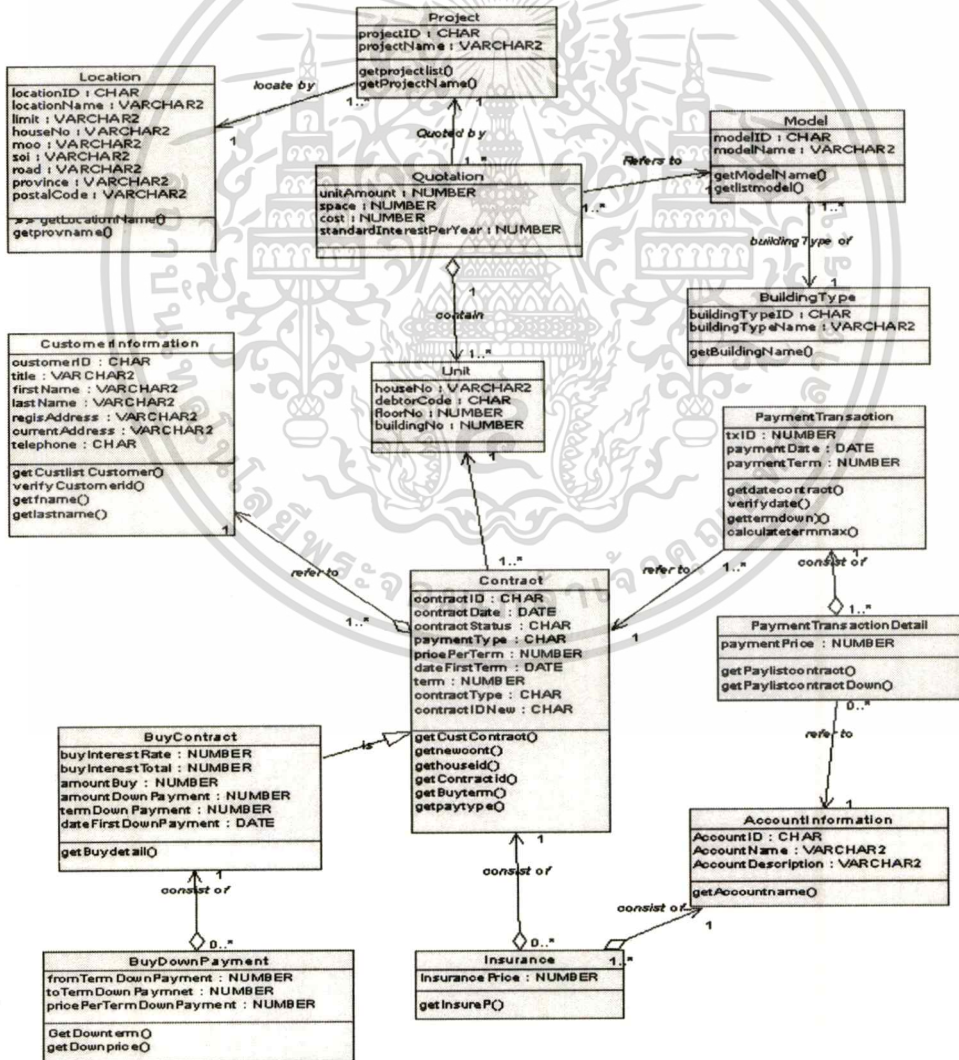 Project
projectID : CHAR
projectName : VARCHAR2
getprojectlist()
getProjectName()
Location
locationID : CHAR
locationName : VARCHAR2
limit : VARCHAR2
houseNo : VARCHAR2
moo : VARCHAR2
soi : VARCHAR2
road : VARCHAR2
province : VARCHAR2
postalCode : VARCHAR2
>> getLocationName()
getprovname()
locate by
1..*
1
Quoted by
1
1..*
Quotation
unitAmount : NUMBER
space : NUMBER
cost : NUMBER
standardInterestPerYear : NUMBER
Refers to
1..*
1
Model
modelID : CHAR
modelName : VARCHAR2
getModelName()
getlistmodel()
1..*
buildingType of
1
BuildingType
buildingTypeID : CHAR
buildingTypeName : VARCHAR2
getBuildingName()
1
contain
1..*
Unit
houseNo : VARCHAR2
debtorCode : CHAR
floorNo : NUMBER
buildingNo : NUMBER
1
1..*
CustomerInformation
customerID : CHAR
title : VARCHAR2
firstName : VARCHAR2
lastName : VARCHAR2
regisAddress : VARCHAR2
currentAddress : VARCHAR2
telephone : CHAR
getCustlistCustomer()
verifyCustomerid()
getfname()
getlastname()
1
refer to
1..*
PaymentTransaction
txID : NUMBER
paymentDate : DATE
paymentTerm : NUMBER
getdatecontract()
verifydate()
gettermdown()()
calculatetermmax()
1..*
refer to
1
1
consist of
1..*
Contract
contractID : CHAR
contractDate : DATE
contractStatus : CHAR
paymentType : CHAR
pricePerTerm : NUMBER
dateFirstTerm : DATE
term : NUMBER
contractType : CHAR
contractIDNew : CHAR
getCustContract()
getnewcont()
gethouseid()
getContractid()
getBuyterm()
getpaytype()
PaymentTransactionDetail
paymentPrice : NUMBER
getPaylistcontract()
getPaylistcontractDown()
0..*
refer to
1
BuyContract
buyInterestRate : NUMBER
buyInterestTotal : NUMBER
amountBuy : NUMBER
amountDownPayment : NUMBER
termDownPayment : NUMBER
dateFirstDownPayment : DATE
getBuydetail()
is
AccountInformation
AccountID : CHAR
AccountName : VARCHAR2
AccountDescription : VARCHAR2
getAccountname()
1
consist of
0..*
1
consist of
0..*
consist of
1
1..*
BuyDownPayment
fromTermDownPayment : NUMBER
toTermDownPaymnet : NUMBER
pricePerTermDownPayment : NUMBER
GetDownterm()
getDownprice()
Insurance
InsurancePrice : NUMBER
getInsureP()